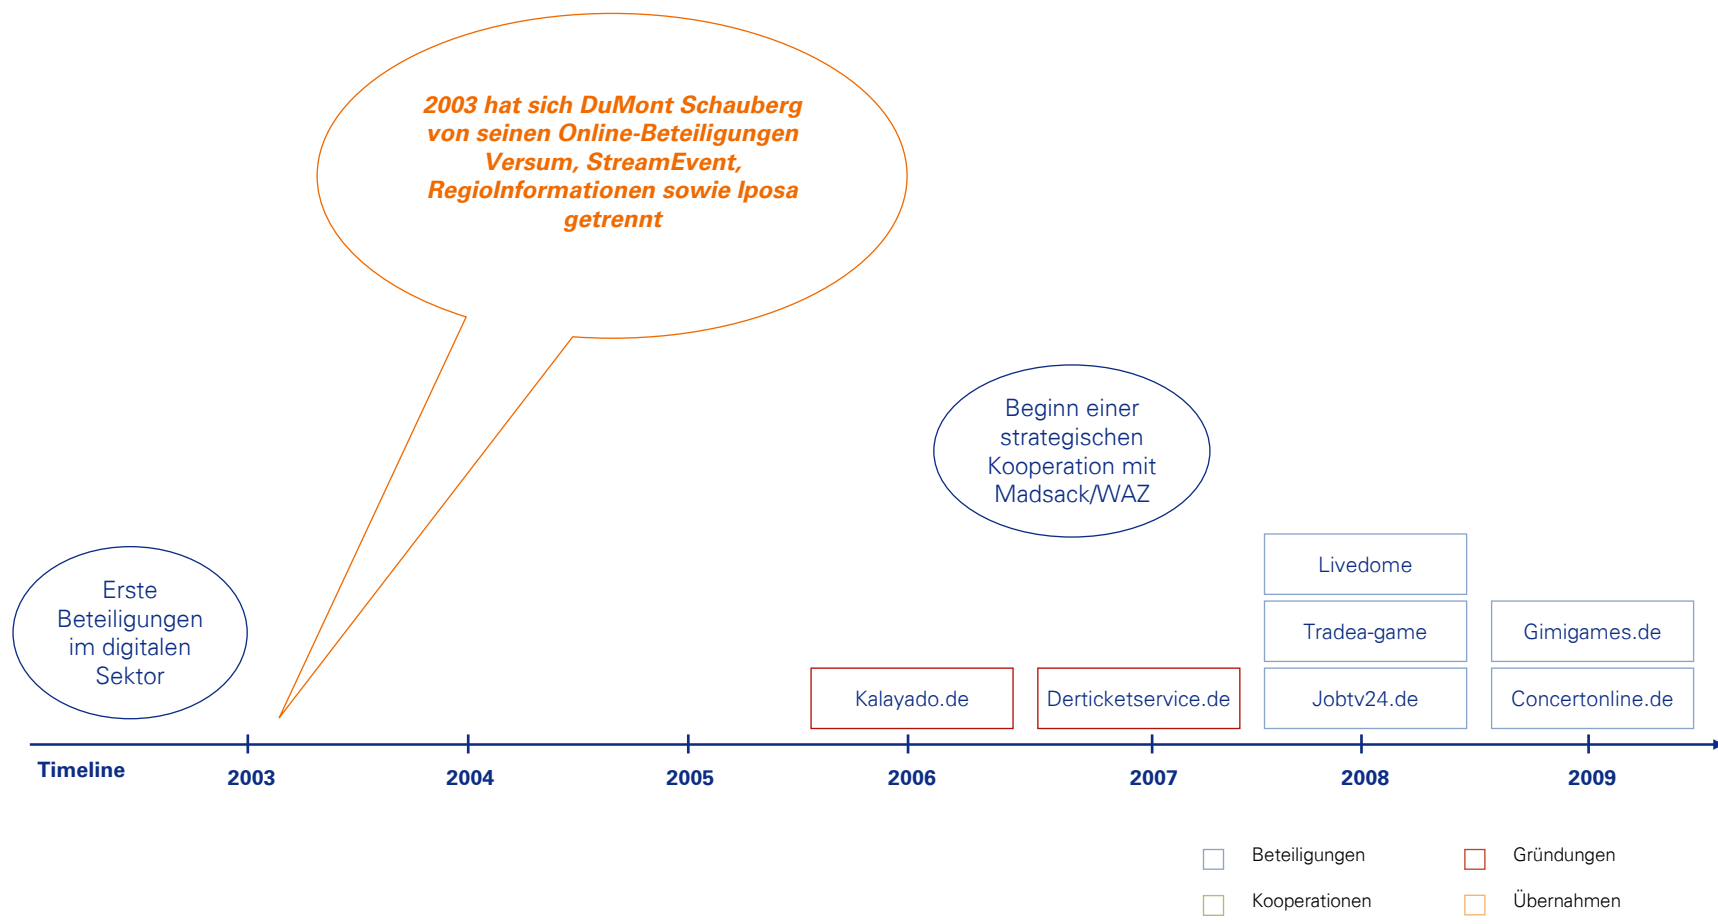 2003 hat sich DuMont Schauberg
von seinen Online-Beteiligungen
Versum, StreamEvent,
RegioInformationen sowie Iposa
getrennt
Beginn einer
strategischen
Kooperation mit
Madsack/WAZ
Erste
Beteiligungen
im digitalen
Sektor
Livedome
Tradea-game
Gimigames.de
Kalayado.de
Derticketservice.de
Jobtv24.de
Concertonline.de
Timeline
2003
2004
2005
2006
2007
2008
2009
Beteiligungen
Gründungen
Kooperationen
Übernahmen